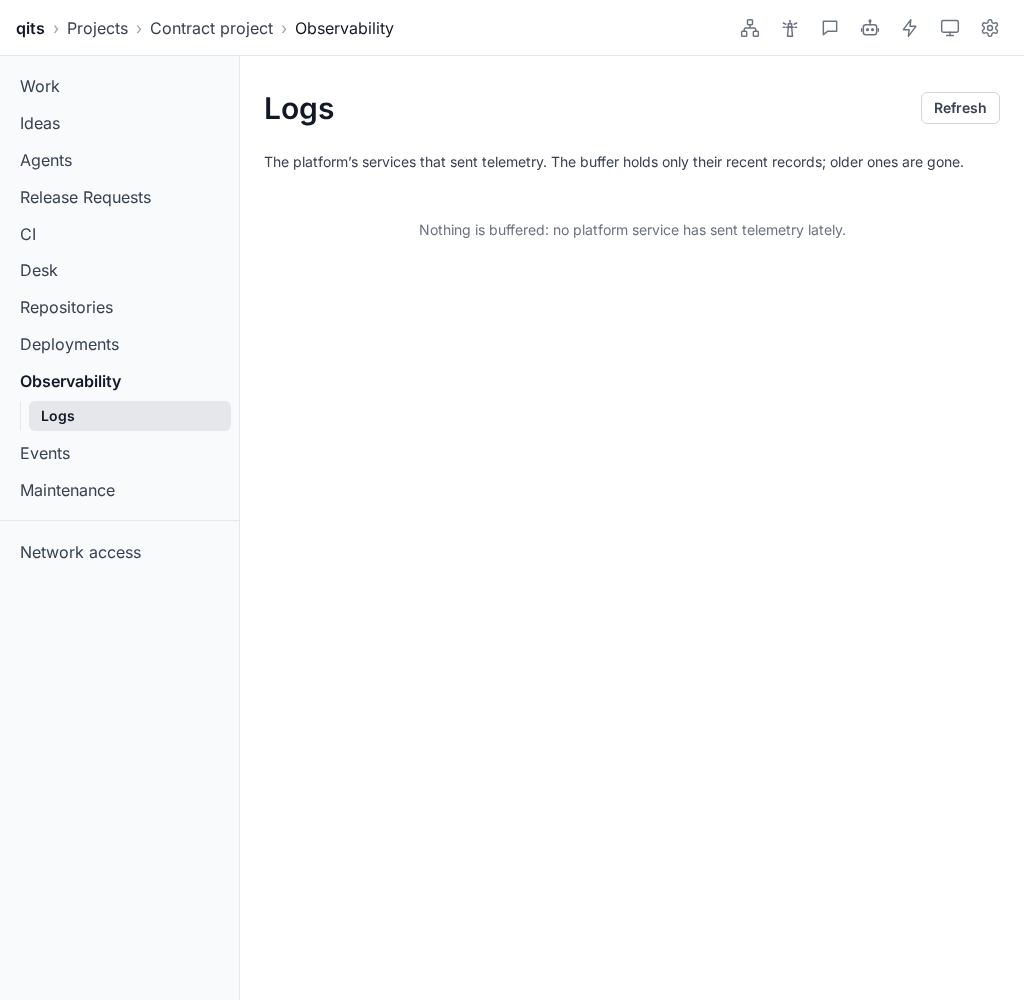 qits › Projects › Contract project › Observability
Work
Ideas
Agents
Release Requests
CI
Desk
Repositories
Deployments
Observability
Logs
Events
Maintenance
Network access
Logs
Refresh
The platform’s services that sent telemetry. The buffer holds only their recent records; older ones are gone.
Nothing is buffered: no platform service has sent telemetry lately.